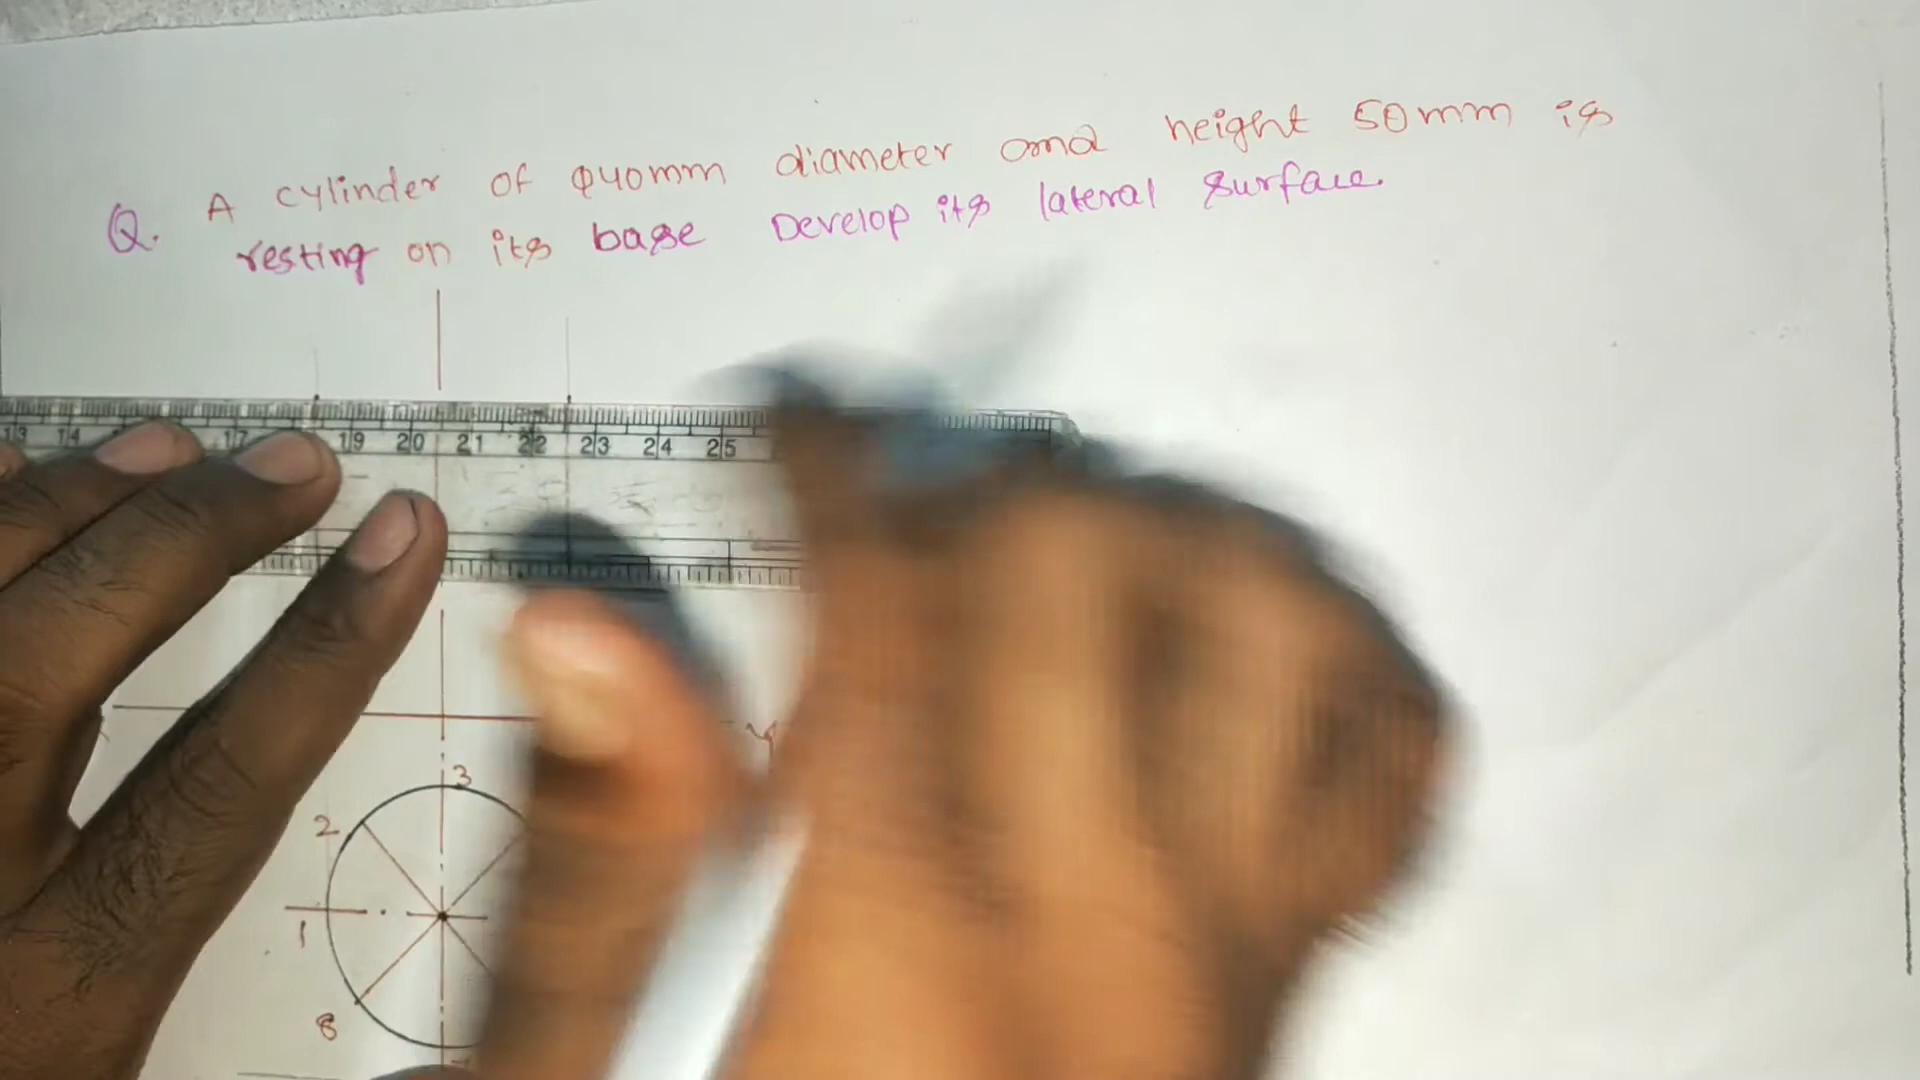 Q. A cylinder of φ40mm diameter and height 50mm is
resting on its base Develop its lateral surface.
13 14 17 19 20 21 22 23 24 25
Y
3
2
1
8